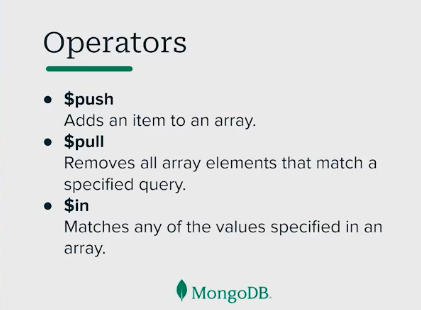 Operators
• $push
Adds an item to an array.
• $pull
Removes all array elements that match a
specified query.
• $in
Matches any of the values specified in an
array.
MongoDB.